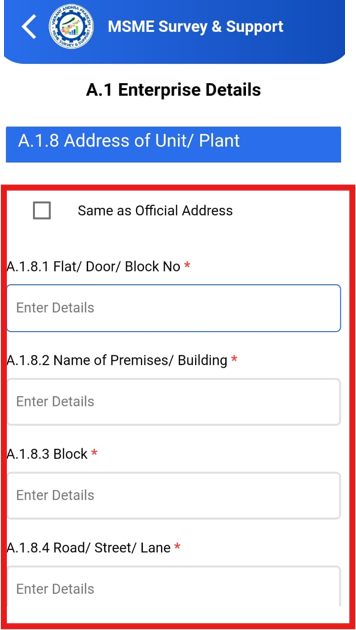 MSME Survey & Support
A.1 Enterprise Details
A.1.8 Address of Unit/ Plant
Same as Official Address
A.1.8.1 Flat/ Door/ Block No *
Enter Details
A.1.8.2 Name of Premises/ Building *
Enter Details
A.1.8.3 Block *
Enter Details
A.1.8.4 Road/ Street/ Lane *
Enter Details